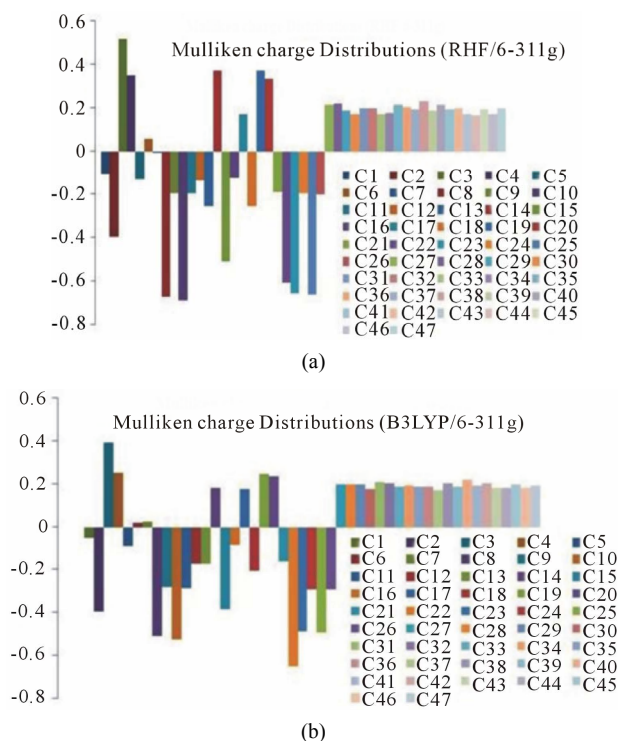 Mulliken charge Distributions (RHF/6-311g)
0.6
0.4
0.2
0
-0.2
-0.4
-0.6
-0.8
C1 C2 C3 C4 C5
C6 C7 C8 C9 C10
C11 C12 C13 C14 C15
C16 C17 C18 C19 C20
C21 C22 C23 C24 C25
C26 C27 C28 C29 C30
C31 C32 C33 C34 C35
C36 C37 C38 C39 C40
C41 C42 C43 C44 C45
C46 C47
(a)
Mulliken charge Distributions (B3LYP/6-311g)
0.6
0.4
0.2
0
-0.2
-0.4
-0.6
-0.8
C1 C2 C3 C4 C5
C6 C7 C8 C9 C10
C11 C12 C13 C14 C15
C16 C17 C18 C19 C20
C21 C22 C23 C24 C25
C26 C27 C28 C29 C30
C31 C32 C33 C34 C35
C36 C37 C38 C39 C40
C41 C42 C43 C44 C45
C46 C47
(b)